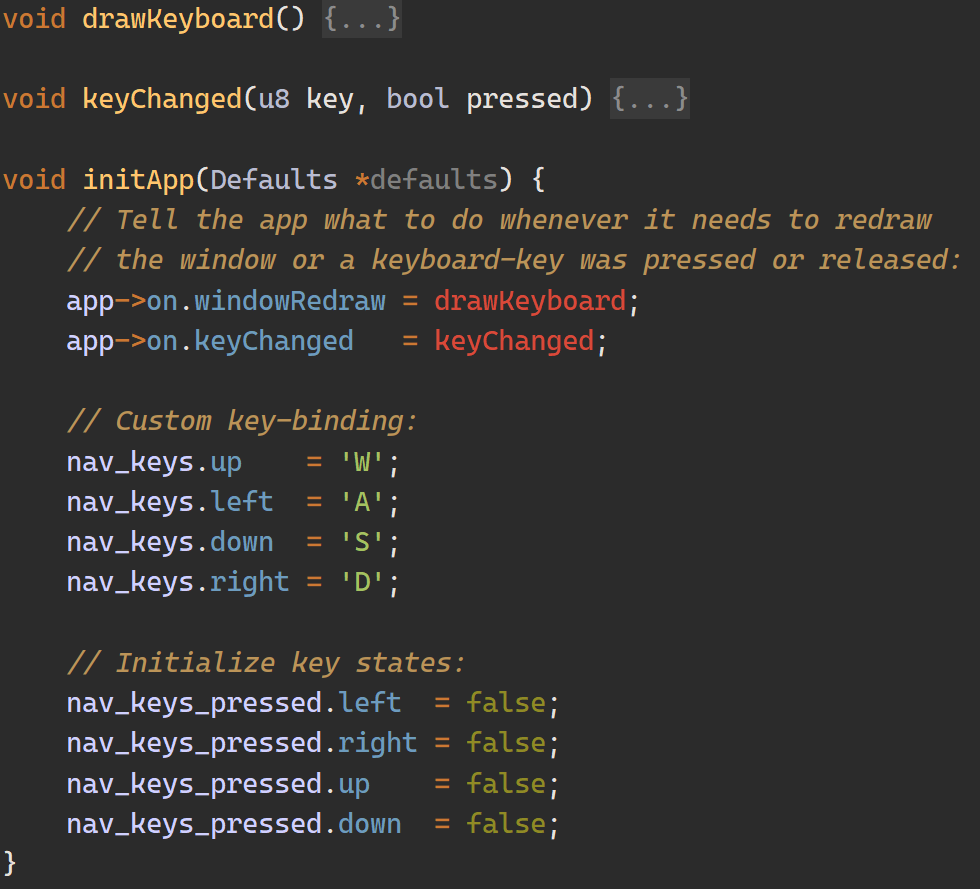 void drawKeyboard() {...}
void keyChanged(u8 key, bool pressed) {...}
void initApp(Defaults *defaults) {
    // Tell the app what to do whenever it needs to redraw
    // the window or a keyboard-key was pressed or released:
    app->on.windowRedraw = drawKeyboard;
    app->on.keyChanged   = keyChanged;
    // Custom key-binding:
    nav_keys.up    = 'W';
    nav_keys.left  = 'A';
    nav_keys.down  = 'S';
    nav_keys.right = 'D';
    // Initialize key states:
    nav_keys_pressed.left  = false;
    nav_keys_pressed.right = false;
    nav_keys_pressed.up    = false;
    nav_keys_pressed.down  = false;
}